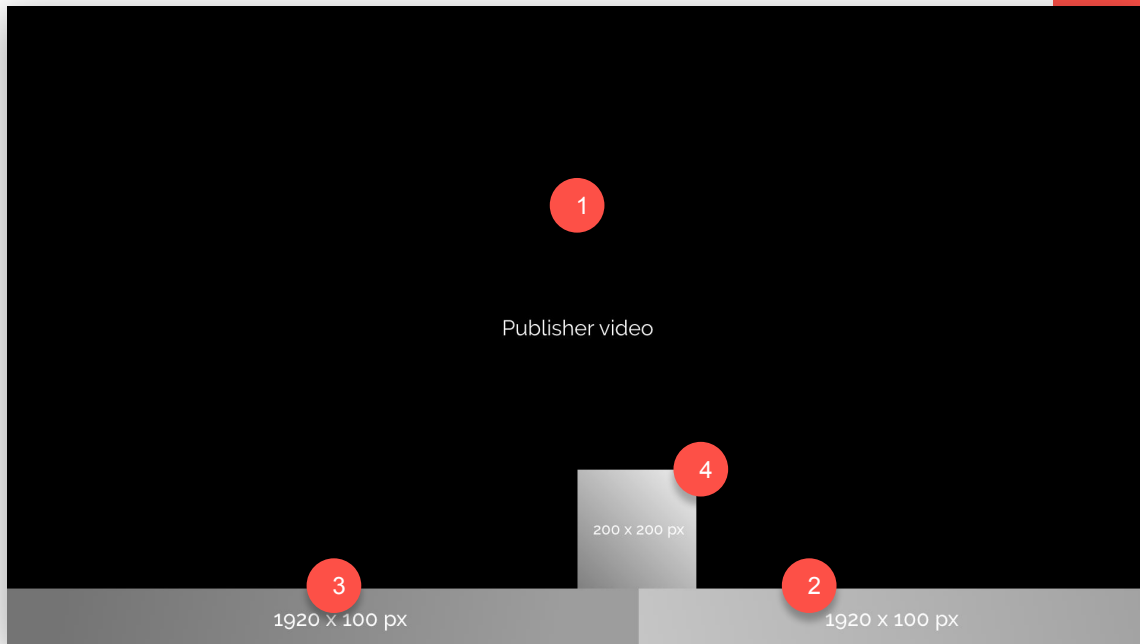 1
Publisher video
4
200 x 200 px
3
2
1920 x 100 px
1920 x 100 px